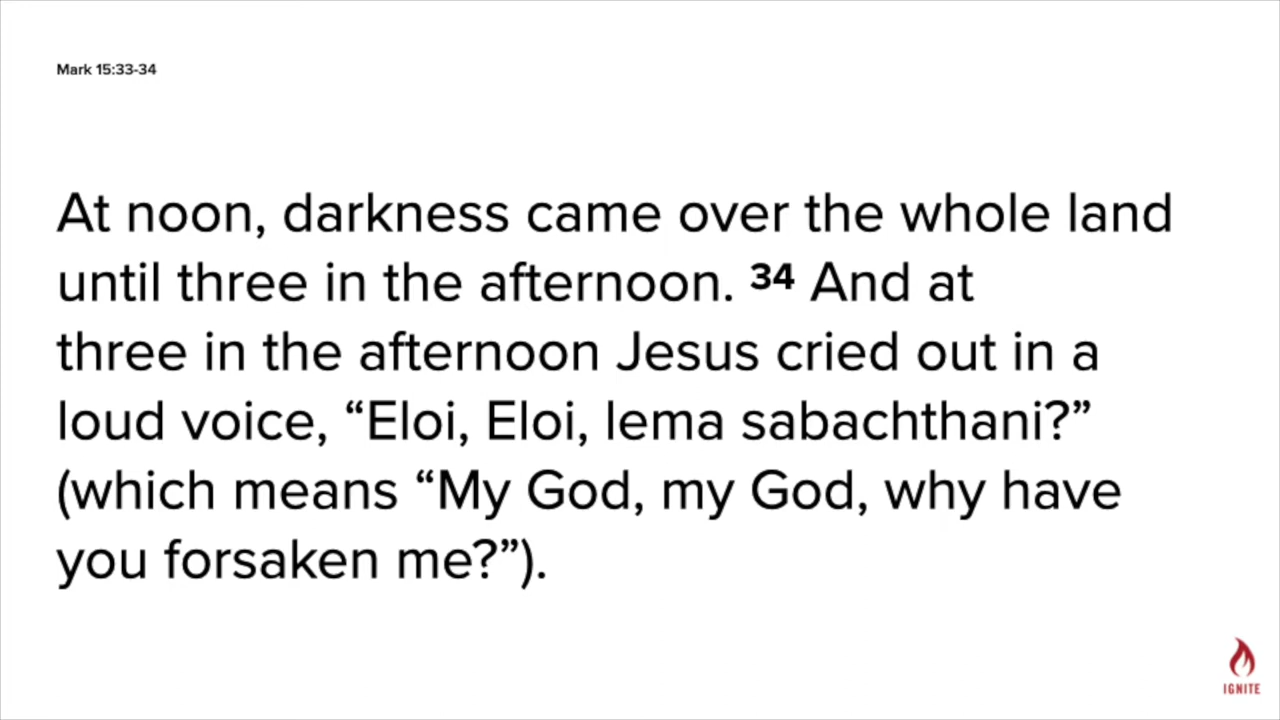 Mark 15:33-34
At noon, darkness came over the whole land
until three in the afternoon. 34 And at
three in the afternoon Jesus cried out in a
loud voice, “Eloi, Eloi, lema sabachthani?”
(which means “My God, my God, why have
you forsaken me?”).
IGNITE